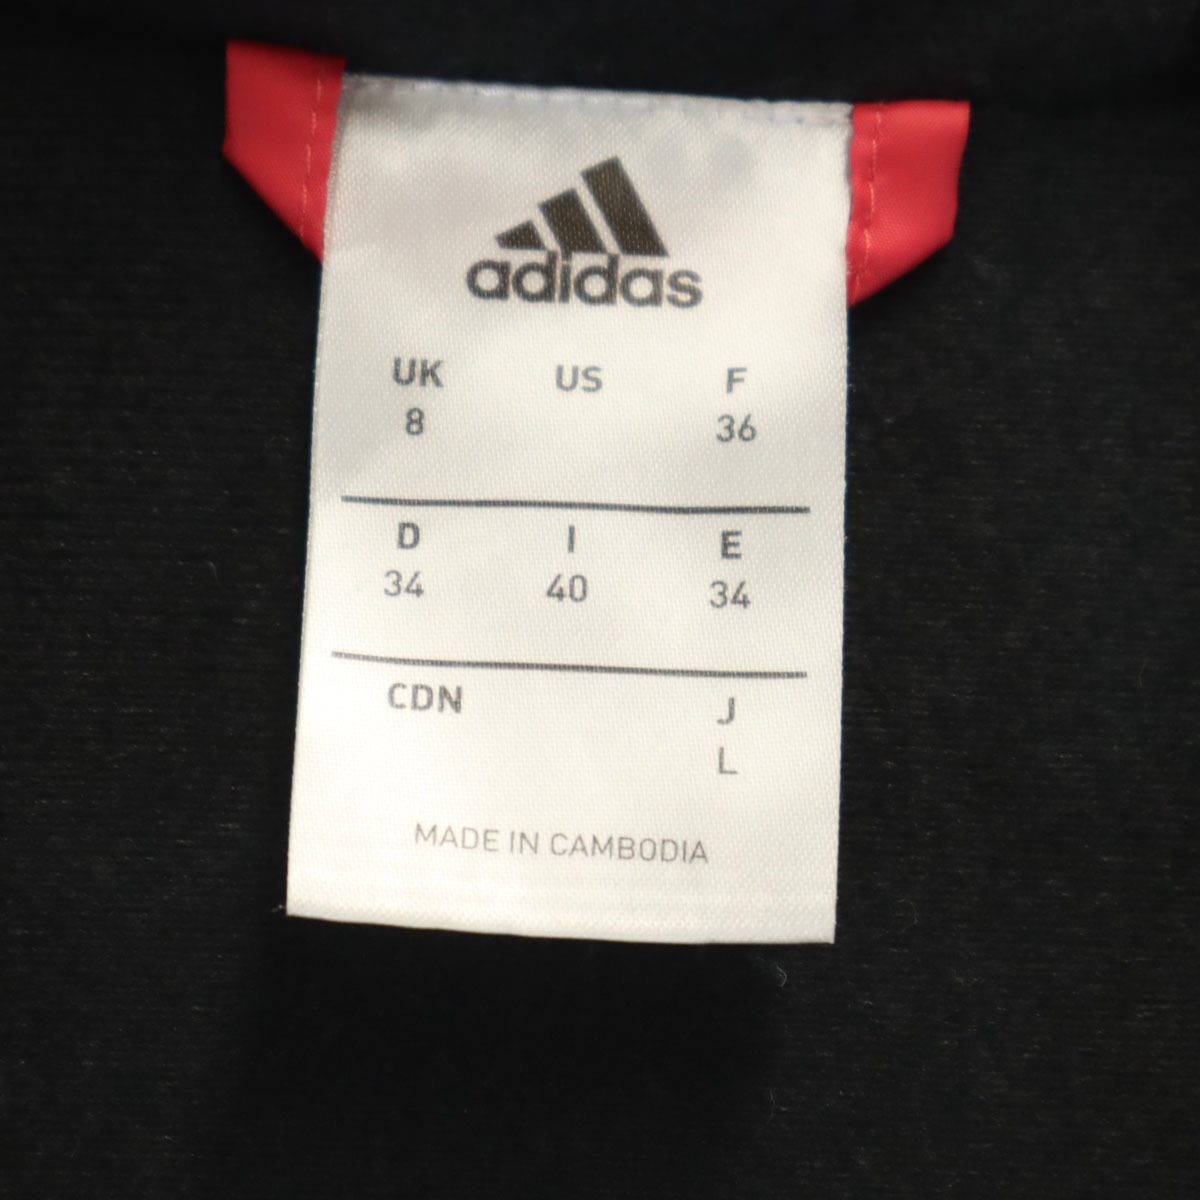 adidas
UK US F
8 36
D I E
34 40 34
CDN J
L
MADE IN CAMBODIA